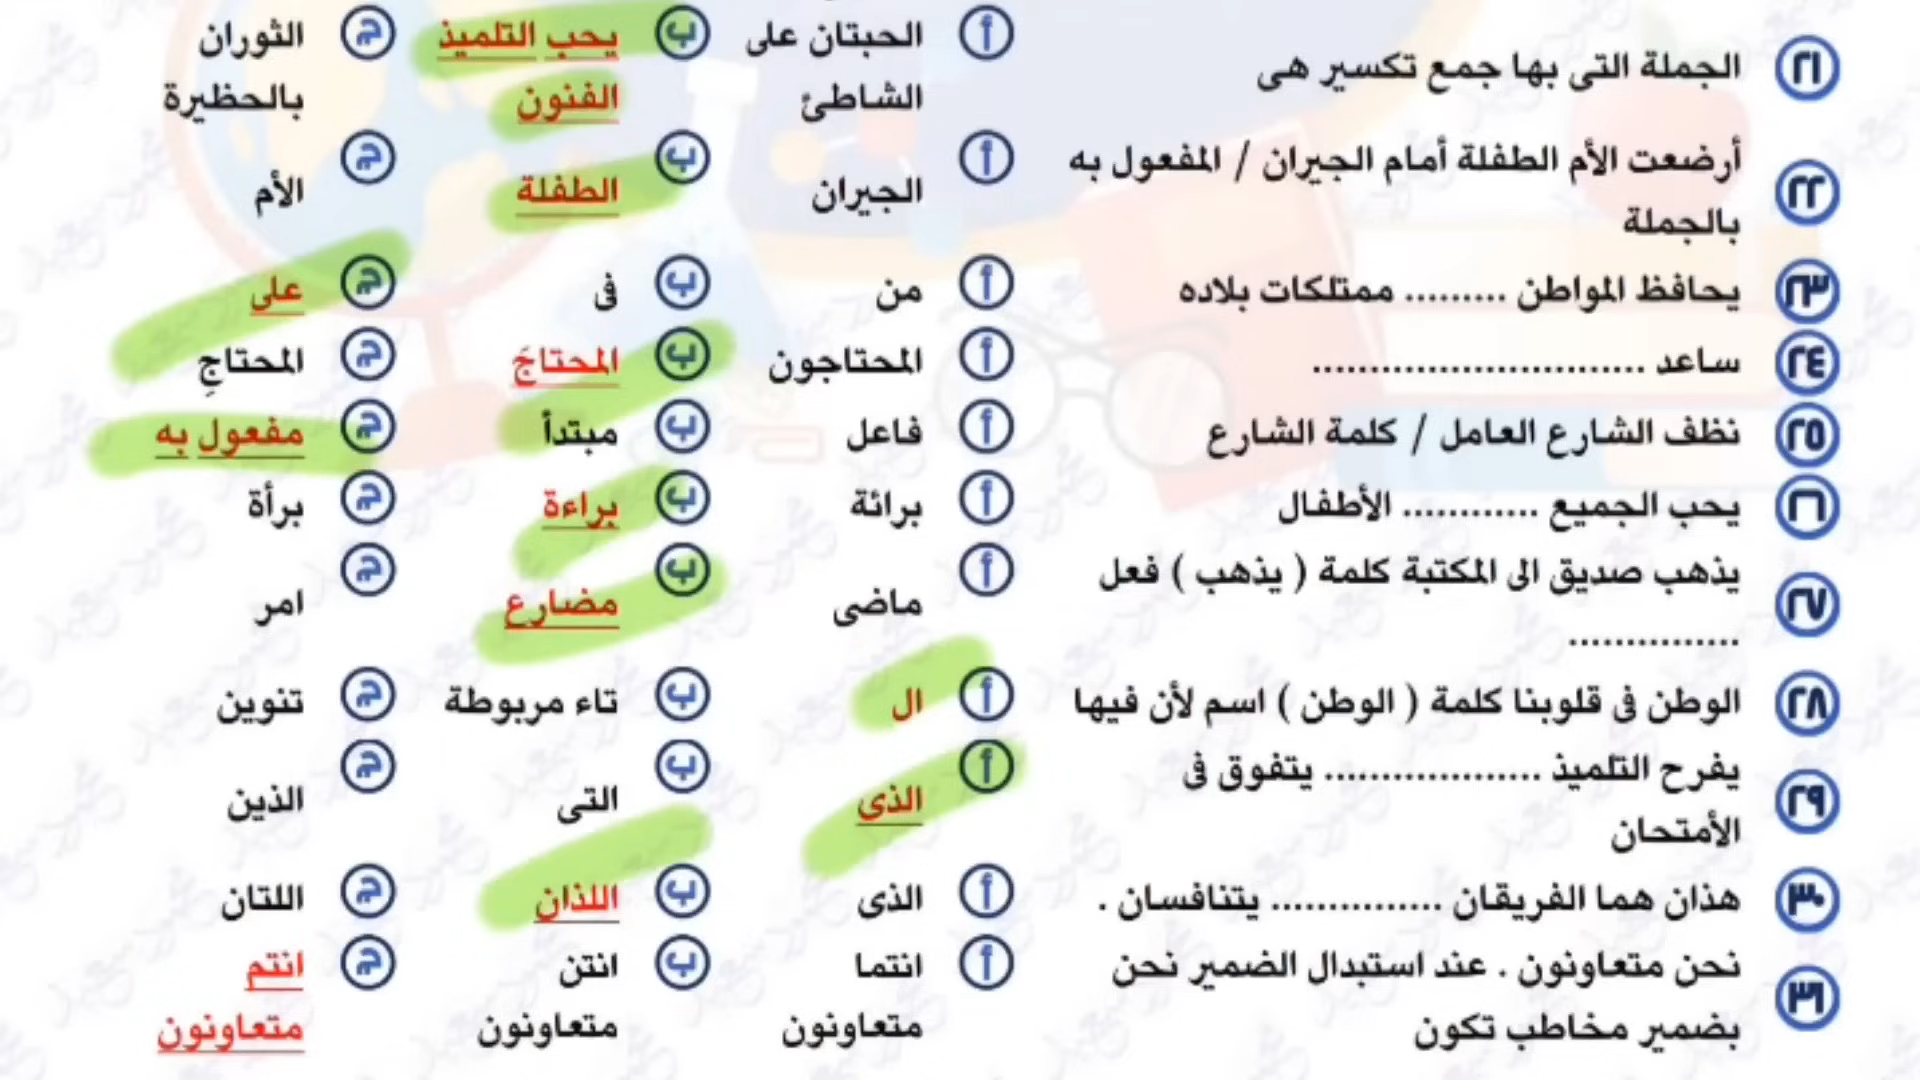 ٢١ الجملة التى بها جمع تكسير هى أ الحبتان على ب يحب التلميذ ج الثوران
الشاطئ الفنون بالحظيرة
٢٢ أرضعت الأم الطفلة أمام الجيران / المفعول به أ الجيران ب الطفلة ج الأم
بالجملة
٢٣ يحافظ المواطن ......... ممتلكات بلاده أ من ب فى ج على
٢٤ ساعد ............................. أ المحتاجون ب المحتاجَ ج المحتاجِ
٢٥ نظف الشارع العامل / كلمة الشارع أ فاعل ب مبتدأ ج مفعول به
٢٦ يحب الجميع ............ الأطفال أ برائة ب براءة ج برأة
٢٧ يذهب صديق الى المكتبة كلمة ( يذهب ) فعل أ ماضى ب مضارع ج امر
...............
٢٨ الوطن فى قلوبنا كلمة ( الوطن ) اسم لأن فيها أ ال ب تاء مربوطة ج تنوين
٢٩ يفرح التلميذ ................... يتفوق فى أ الذى ب التى ج الذين
الأمتحان
٣٠ هذان هما الفريقان ............... يتنافسان . أ الذى ب اللذان ج اللتان
٣١ نحن متعاونون . عند استبدال الضمير نحن أ انتما ب انتن ج انتم
بضمير مخاطب تكون متعاونون متعاونون متعاونون